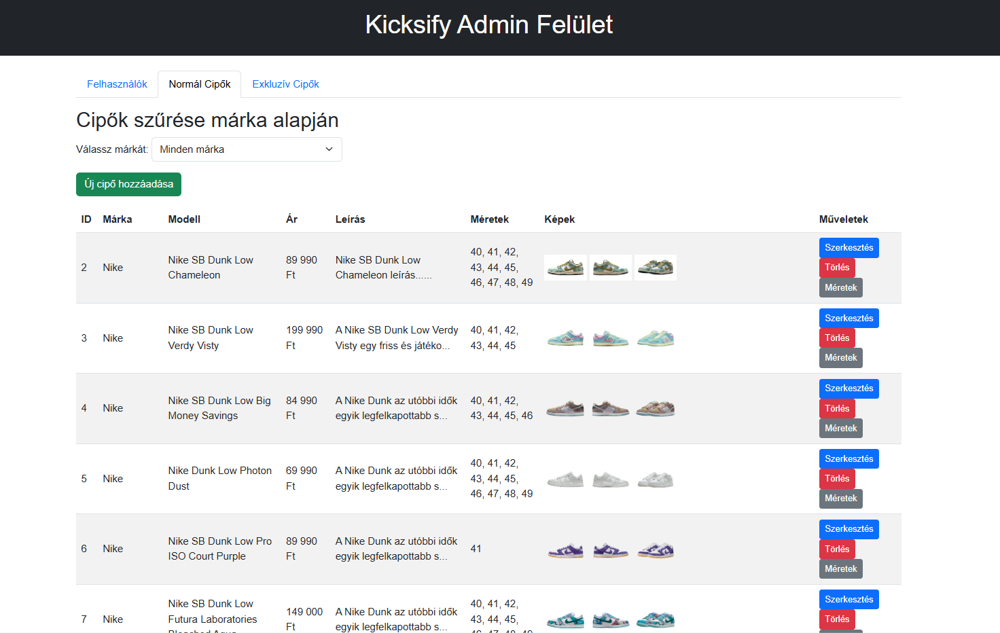 Kicksify Admin Felület
Felhasználók
Normál Cipők
Exkluzív Cipők
Cipők szűrése márka alapján
Válassz márkát:
Minden márka
Új cipő hozzáadása
ID Márka Modell Ár Leírás Méretek Képek Műveletek
2
Nike
Nike SB Dunk Low
Chameleon
89 990
Ft
Nike SB Dunk Low
Chameleon leírás......
40, 41, 42,
43, 44, 45,
46, 47, 48, 49
Szerkesztés
Törlés
Méretek
3
Nike
Nike SB Dunk Low
Verdy Visty
199 990
Ft
A Nike SB Dunk Low Verdy
Visty egy friss és játéko...
40, 41, 42,
43, 44, 45
Szerkesztés
Törlés
Méretek
4
Nike
Nike SB Dunk Low Big
Money Savings
84 990
Ft
A Nike Dunk az utóbbi idők
egyik legfelkapottabb s...
40, 41, 42,
43, 44, 45, 46
Szerkesztés
Törlés
Méretek
5
Nike
Nike Dunk Low Photon
Dust
69 990
Ft
A Nike Dunk az utóbbi idők
egyik legfelkapottabb s...
40, 41, 42,
43, 44, 45,
46, 47, 48, 49
Szerkesztés
Törlés
Méretek
6
Nike
Nike SB Dunk Low Pro
ISO Court Purple
89 990
Ft
A Nike Dunk az utóbbi idők
egyik legfelkapottabb s...
41
Szerkesztés
Törlés
Méretek
7
Nike
Nike SB Dunk Low
Futura Laboratories
Bleached Aqua
149 000
Ft
A Nike Dunk az utóbbi idők
egyik legfelkapottabb s...
40, 41, 42,
43, 44, 45,
46, 47, 48, 49
Szerkesztés
Törlés